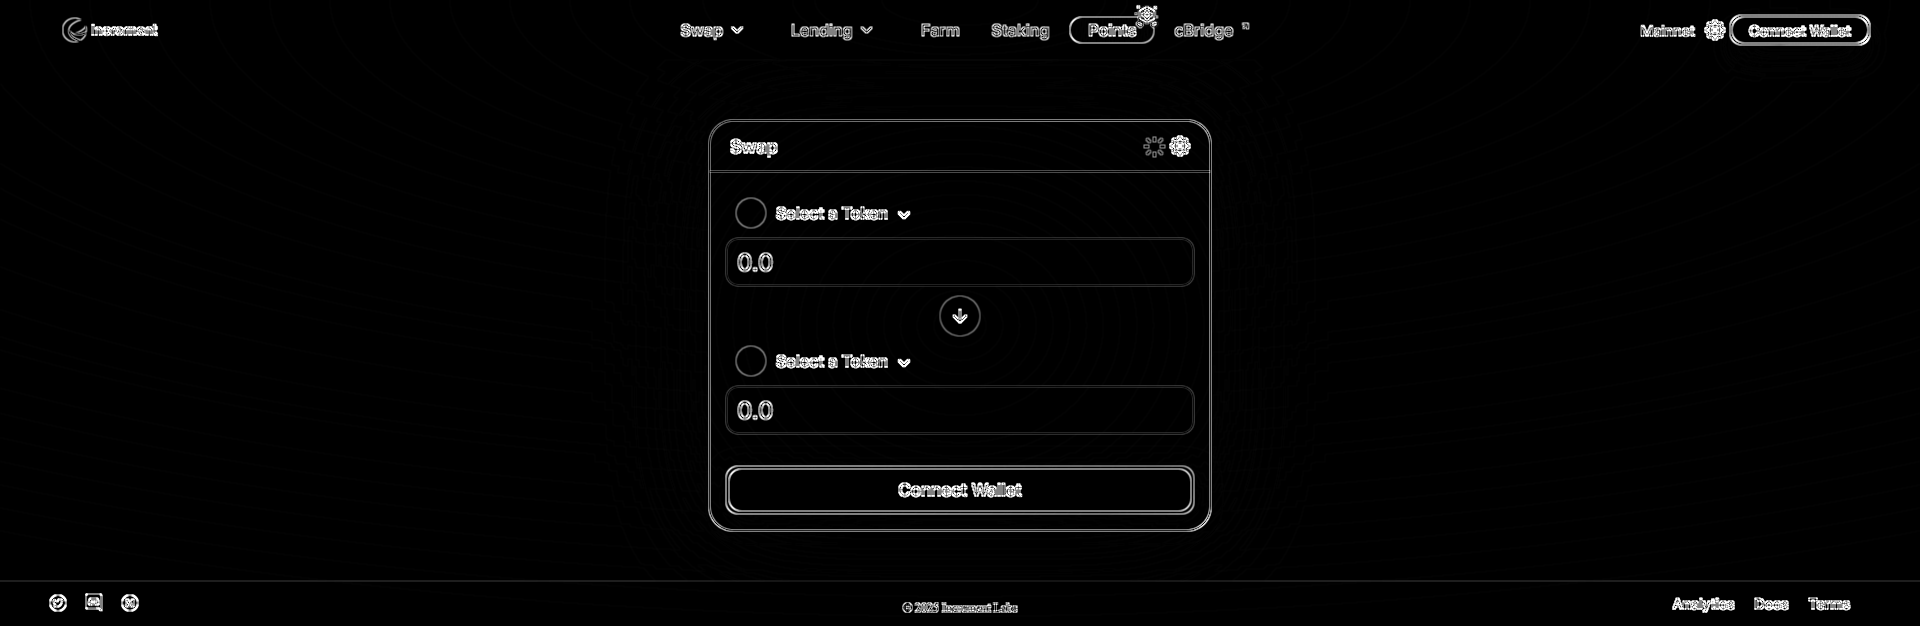 increment
Swap Lending Farm Staking Points cBridge
Mainnet Connect Wallet
Swap
Select a Token
0.0
Select a Token
0.0
Connect Wallet
© 2025 Increment Labs
Analytics Docs Terms